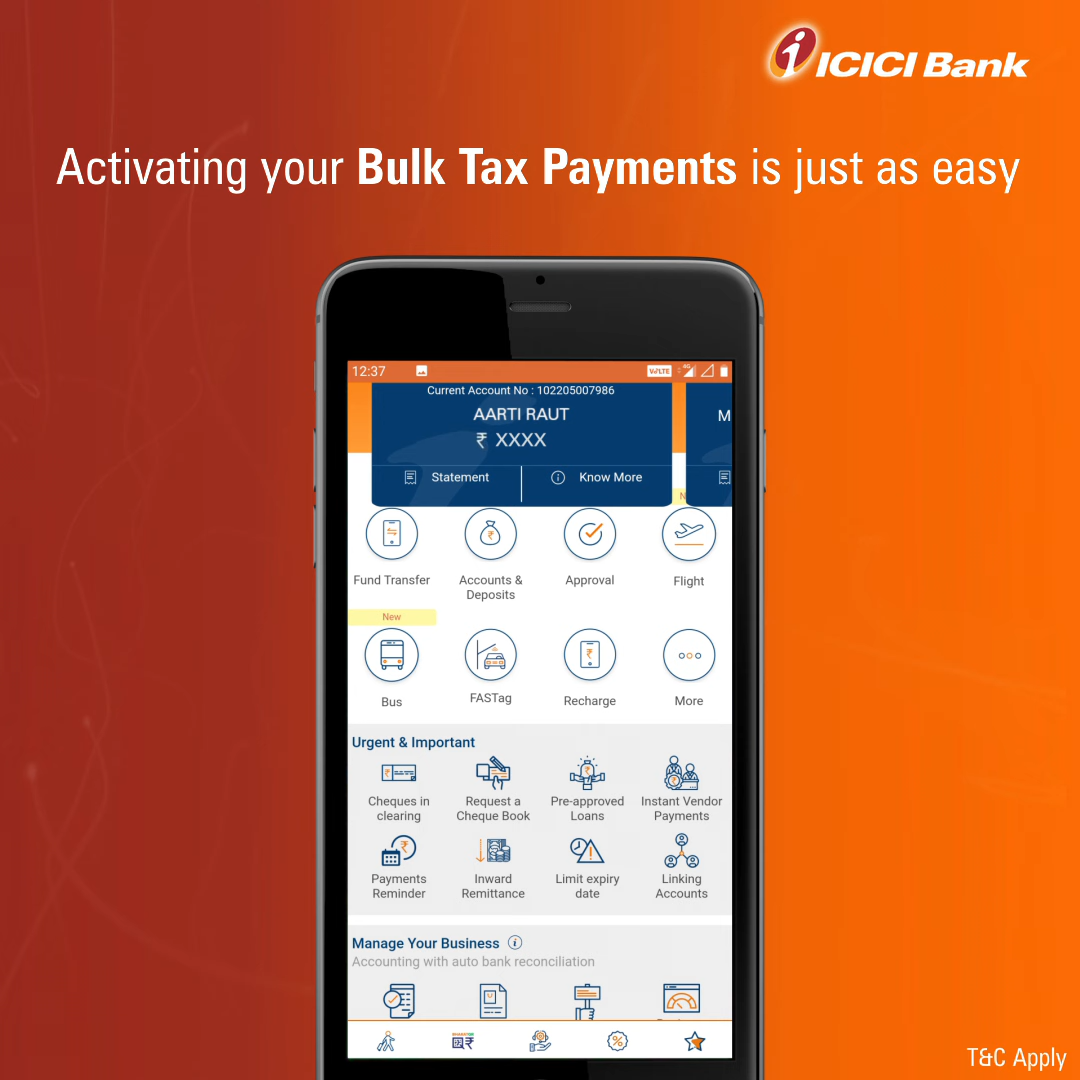 ICICI Bank
Activating your Bulk Tax Payments is just as easy
12:37
VoLTE
4G
Current Account No : 102205007986
AARTI RAUT
₹ XXXX
M
Statement
Know More
N
Fund Transfer
Accounts &
Deposits
Approval
Flight
New
Bus
FASTag
Recharge
More
Urgent & Important
Cheques in
clearing
Request a
Cheque Book
Pre-approved
Loans
Instant Vendor
Payments
Payments
Reminder
Inward
Remittance
Limit expiry
date
Linking
Accounts
Manage Your Business
Accounting with auto bank reconciliation
T&C Apply